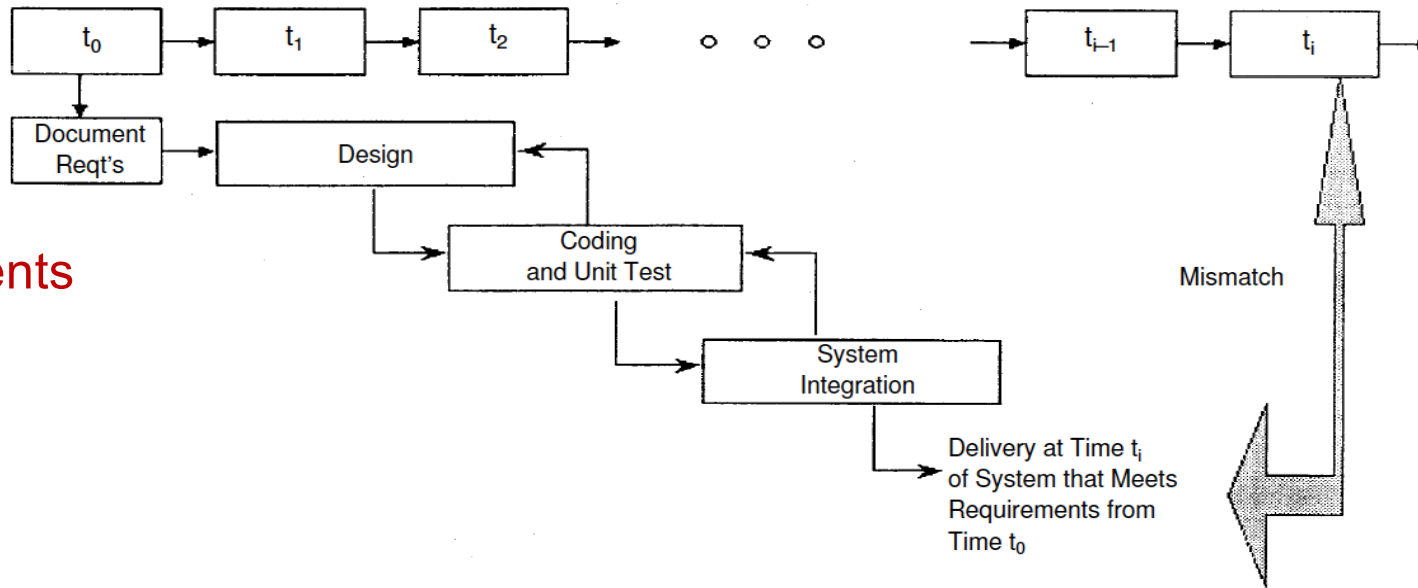 t₀
t₁
t₂
tᵢ₋₁
tᵢ
Document
Reqt's
Design
Coding
and Unit Test
ents
Mismatch
System
Integration
Delivery at Time tᵢ
of System that Meets
Requirements from
Time t₀